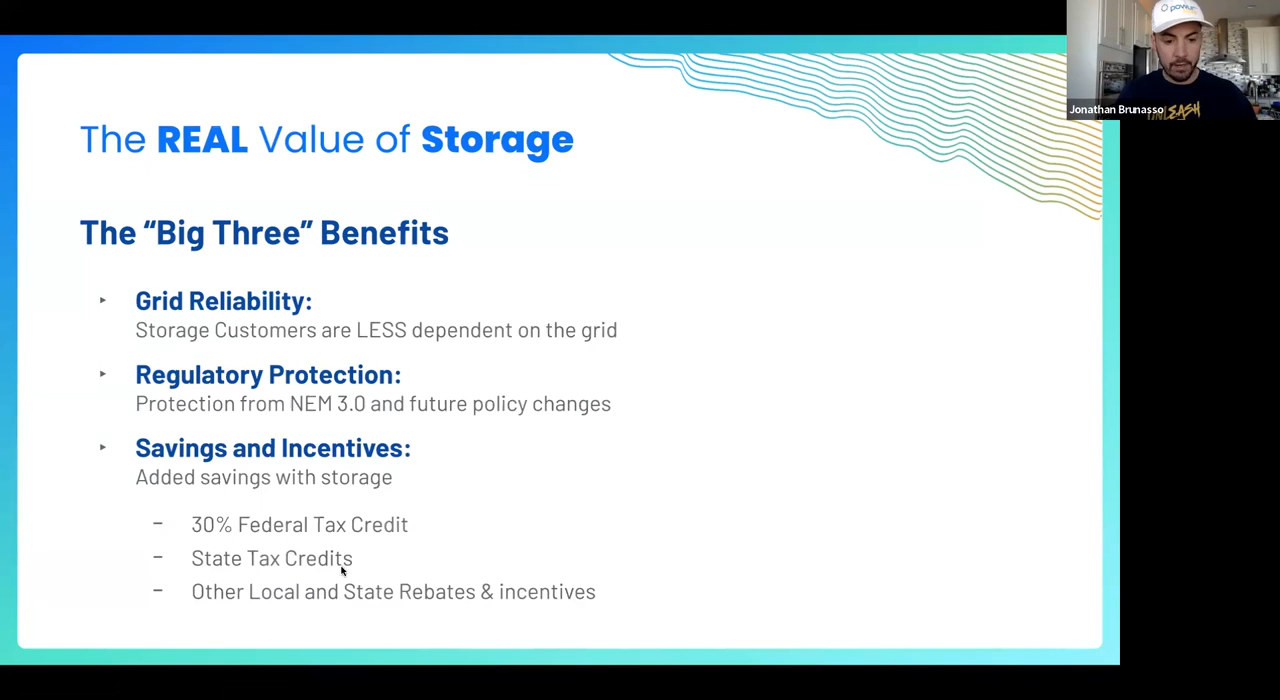 powur
Jonathan Brunasso
UNLEASH
The REAL Value of Storage
The “Big Three” Benefits
‣ Grid Reliability:
Storage Customers are LESS dependent on the grid
‣ Regulatory Protection:
Protection from NEM 3.0 and future policy changes
‣ Savings and Incentives:
Added savings with storage
– 30% Federal Tax Credit
– State Tax Credits
– Other Local and State Rebates & incentives